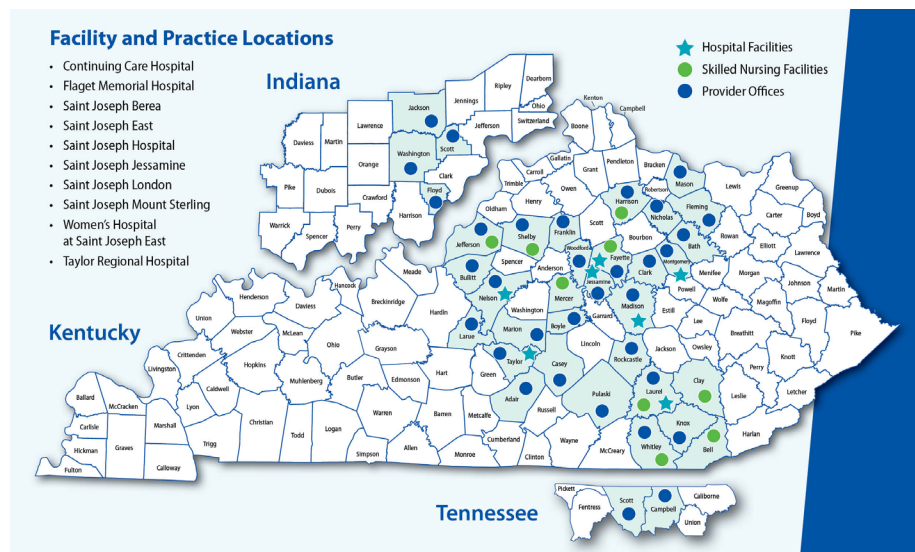 Facility and Practice Locations
• Continuing Care Hospital
• Flaget Memorial Hospital
• Saint Joseph Berea
• Saint Joseph East
• Saint Joseph Hospital
• Saint Joseph Jessamine
• Saint Joseph London
• Saint Joseph Mount Sterling
• Women's Hospital
at Saint Joseph East
• Taylor Regional Hospital
Hospital Facilities
Skilled Nursing Facilities
Provider Offices
Indiana
Dearborn
Ripley
Jennings
Ohio
Jackson
Switzerland
Jefferson
Lawrence
Daviess
Martin
Scott
Washington
Orange
Clark
Pike
Dubois
Floyd
Crawford
Harrison
Perry
Warrick
Spencer
Kentucky
Kenton
Campbell
Boone
Gallatin
Pendleton
Bracken
Carroll
Grant
Mason
Trimble
Owen
Robertson
Lewis
Greenup
Henry
Harrison
Fleming
Oldham
Nicholas
Carter
Boyd
Scott
Franklin
Shelby
Bourbon
Rowan
Jefferson
Bath
Elliott
Woodford
Fayette
Lawrence
Spencer
Anderson
Clark
Montgomery
Menifee
Morgan
Bullitt
Meade
Jessamine
Powell
Johnson
Martin
Hancock
Nelson
Mercer
Madison
Wolfe
Magoffin
Henderson
Breckinridge
Estill
Daviess
Hardin
Washington
Garrard
Lee
Floyd
Union
Boyle
Breathitt
Pike
Webster
McLean
Larue
Marion
Lincoln
Jackson
Owsley
Ohio
Grayson
Rockcastle
Knott
Crittenden
Taylor
Casey
Perry
Livingston
Hopkins
Hart
Green
Clay
Butler
Edmonson
Laurel
Leslie
Letcher
Caldwell
Muhlenberg
Adair
Pulaski
Ballard
McCracken
Lyon
Warren
Barren
Metcalfe
Russell
Knox
Carlisle
Marshall
Christian
Logan
Harlan
Trigg
Todd
Cumberland
Wayne
Whitley
Bell
Hickman
Graves
Allen
McCreary
Simpson
Monroe
Clinton
Fulton
Calloway
Tennessee
Pickett
Scott
Campbell
Caliborne
Fentress
Union